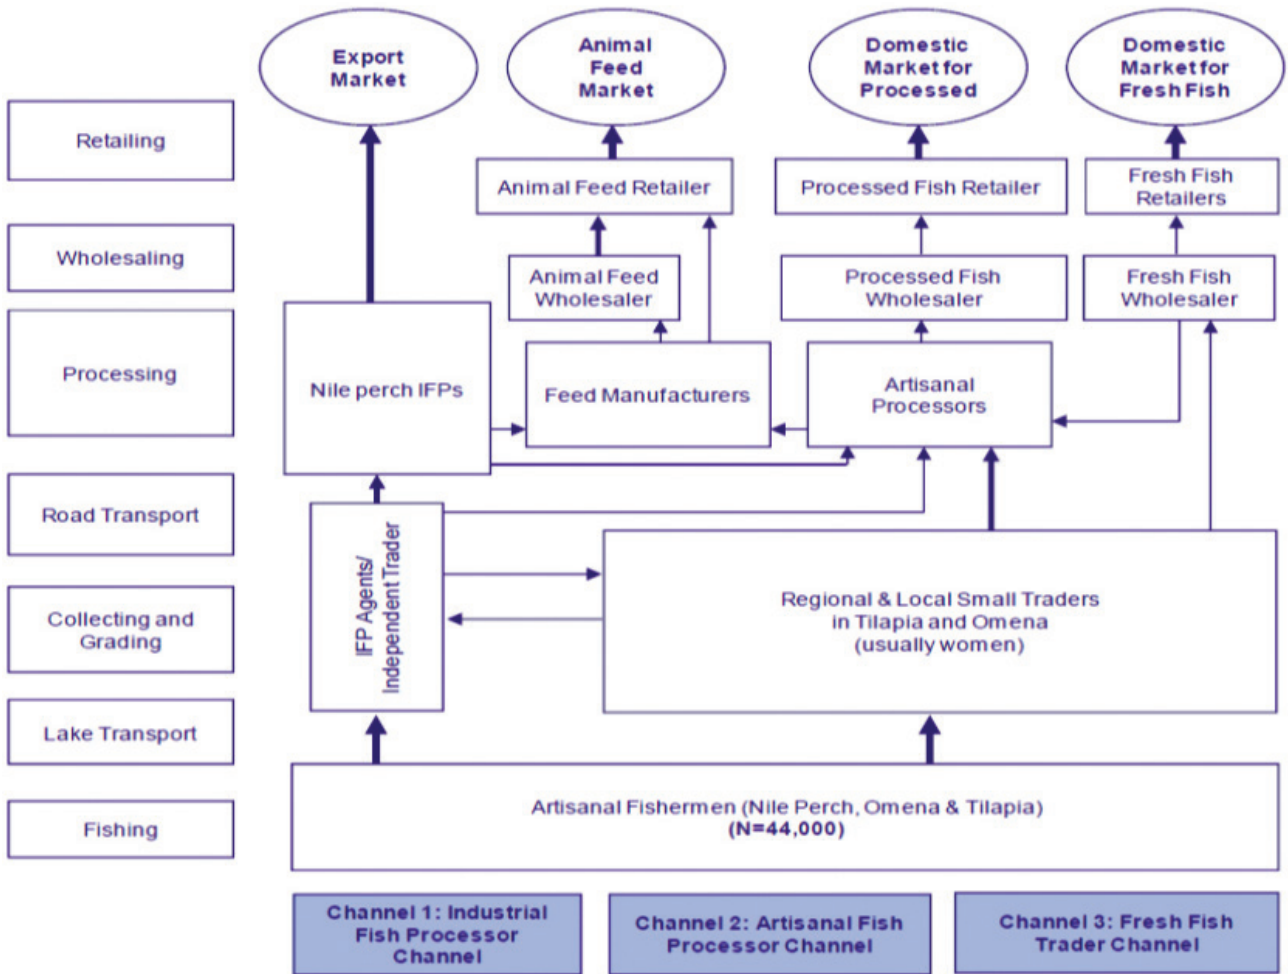 Export
Market
Animal
Feed
Market
Domestic
Market for
Processed
Domestic
Market for
Fresh Fish
Retailing
Animal Feed Retailer
Processed Fish Retailer
Fresh Fish
Retailers
Wholesaling
Animal Feed
Wholesaler
Processed Fish
Wholesaler
Fresh Fish
Wholesaler
Processing
Nile perch IFPs
Feed Manufacturers
Artisanal
Processors
Road Transport
IFP Agents/
Independent Trader
Collecting and
Grading
Regional & Local Small Traders
in Tilapia and Omena
(usually women)
Lake Transport
Fishing
Artisanal Fishermen (Nile Perch, Omena & Tilapia)
(N=44,000)
Channel 1: Industrial
Fish Processor
Channel
Channel 2: Artisanal Fish
Processor Channel
Channel 3: Fresh Fish
Trader Channel